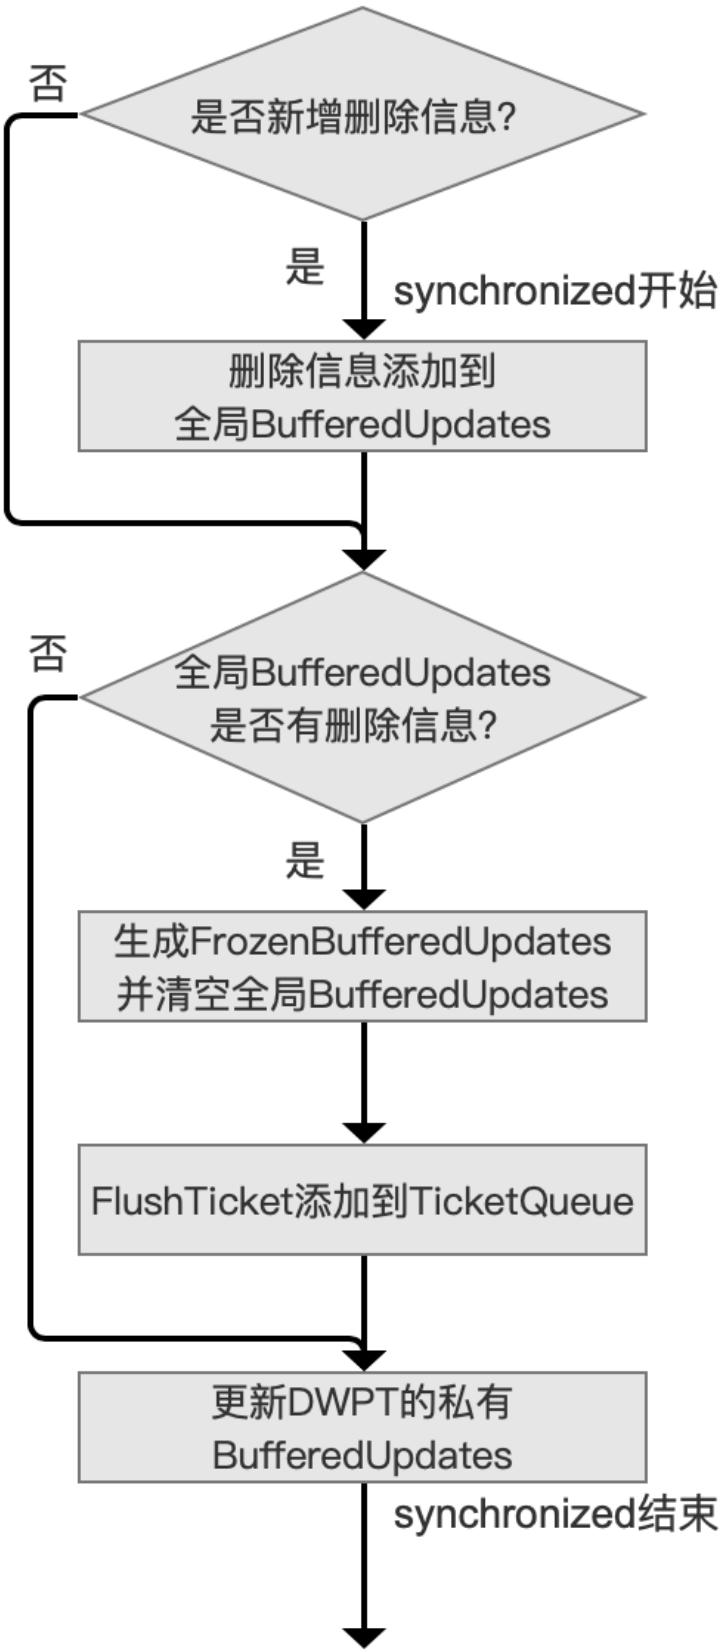 否
是否新增删除信息?
是
synchronized开始
删除信息添加到
全局BufferedUpdates
否
全局BufferedUpdates
是否有删除信息?
是
生成FrozenBufferedUpdates
并清空全局BufferedUpdates
FlushTicket添加到TicketQueue
更新DWPT的私有
BufferedUpdates
synchronized结束